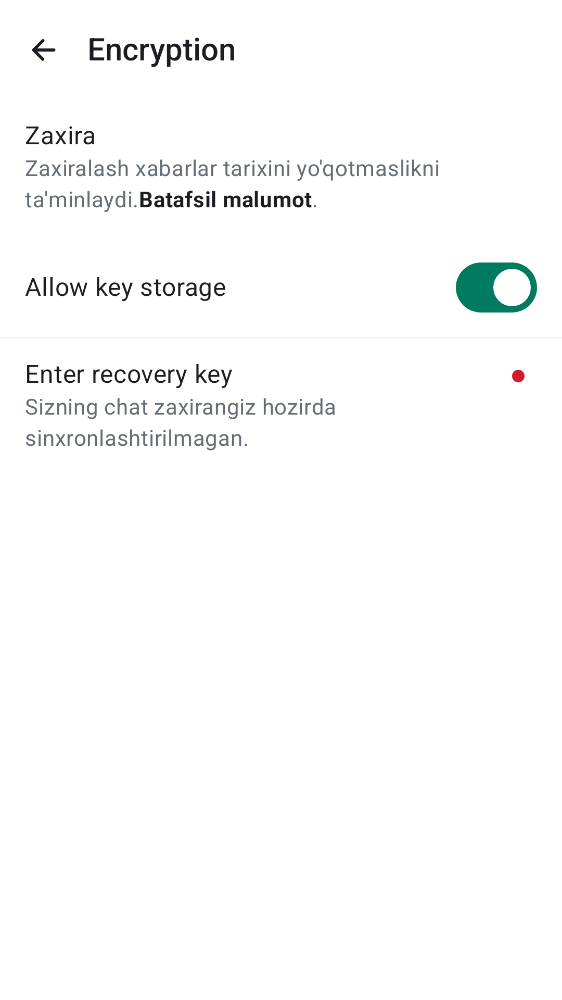 Encryption
Zaxira
Zaxiralash xabarlar tarixini yo'qotmaslikni
ta'minlaydi.Batafsil malumot.
Allow key storage
Enter recovery key
Sizning chat zaxirangiz hozirda
sinxronlashtirilmagan.